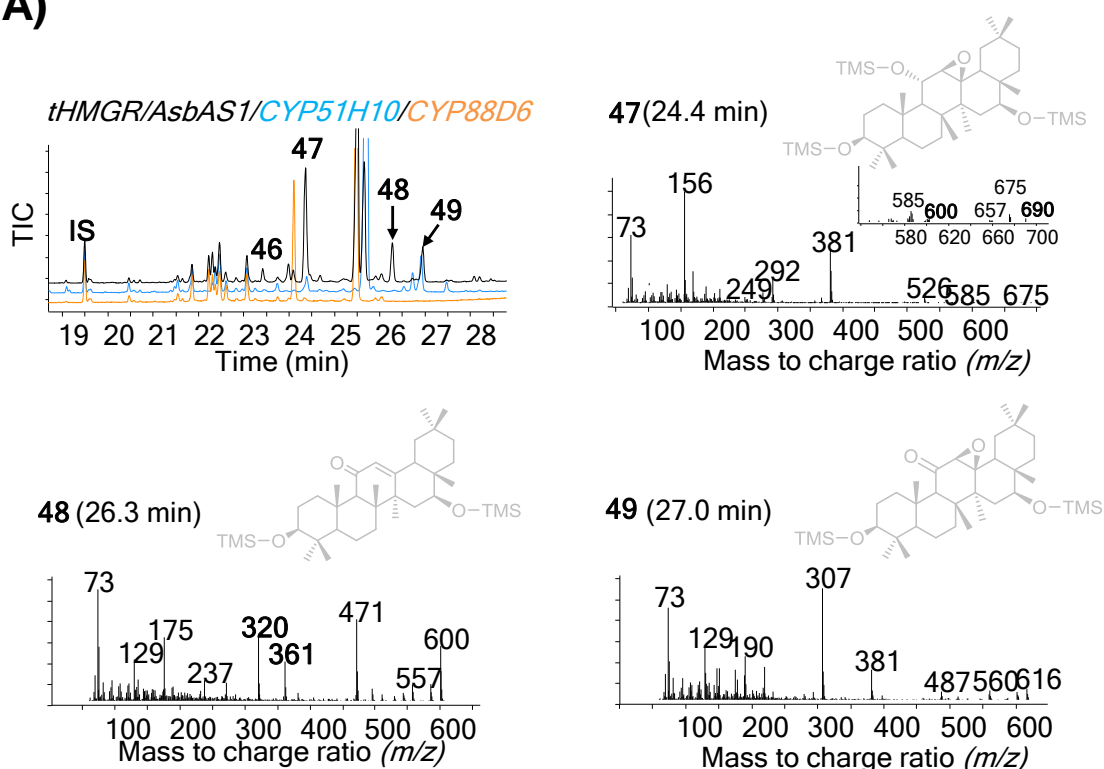 A)
tHMGR/AsbAS1/CYP51H10/CYP88D6
TIC
IS
46
47
48
49
19 20 21 22 23 24 25 26 27 28
Time (min)
47 (24.4 min)
TMS O
O
O TMS
TMS O
73
156
249
292
381
526
585
675
585
600
657
675
690
580 620 660 700
100 200 300 400 500 600
Mass to charge ratio (m/z)
48 (26.3 min)
O
O TMS
TMS O
73
129
175
237
320
361
471
557
600
100 200 300 400 500 600
Mass to charge ratio (m/z)
49 (27.0 min)
O
O
O TMS
TMS O
73
129
190
307
381
487
560
616
100 200 300 400 500 600
Mass to charge ratio (m/z)